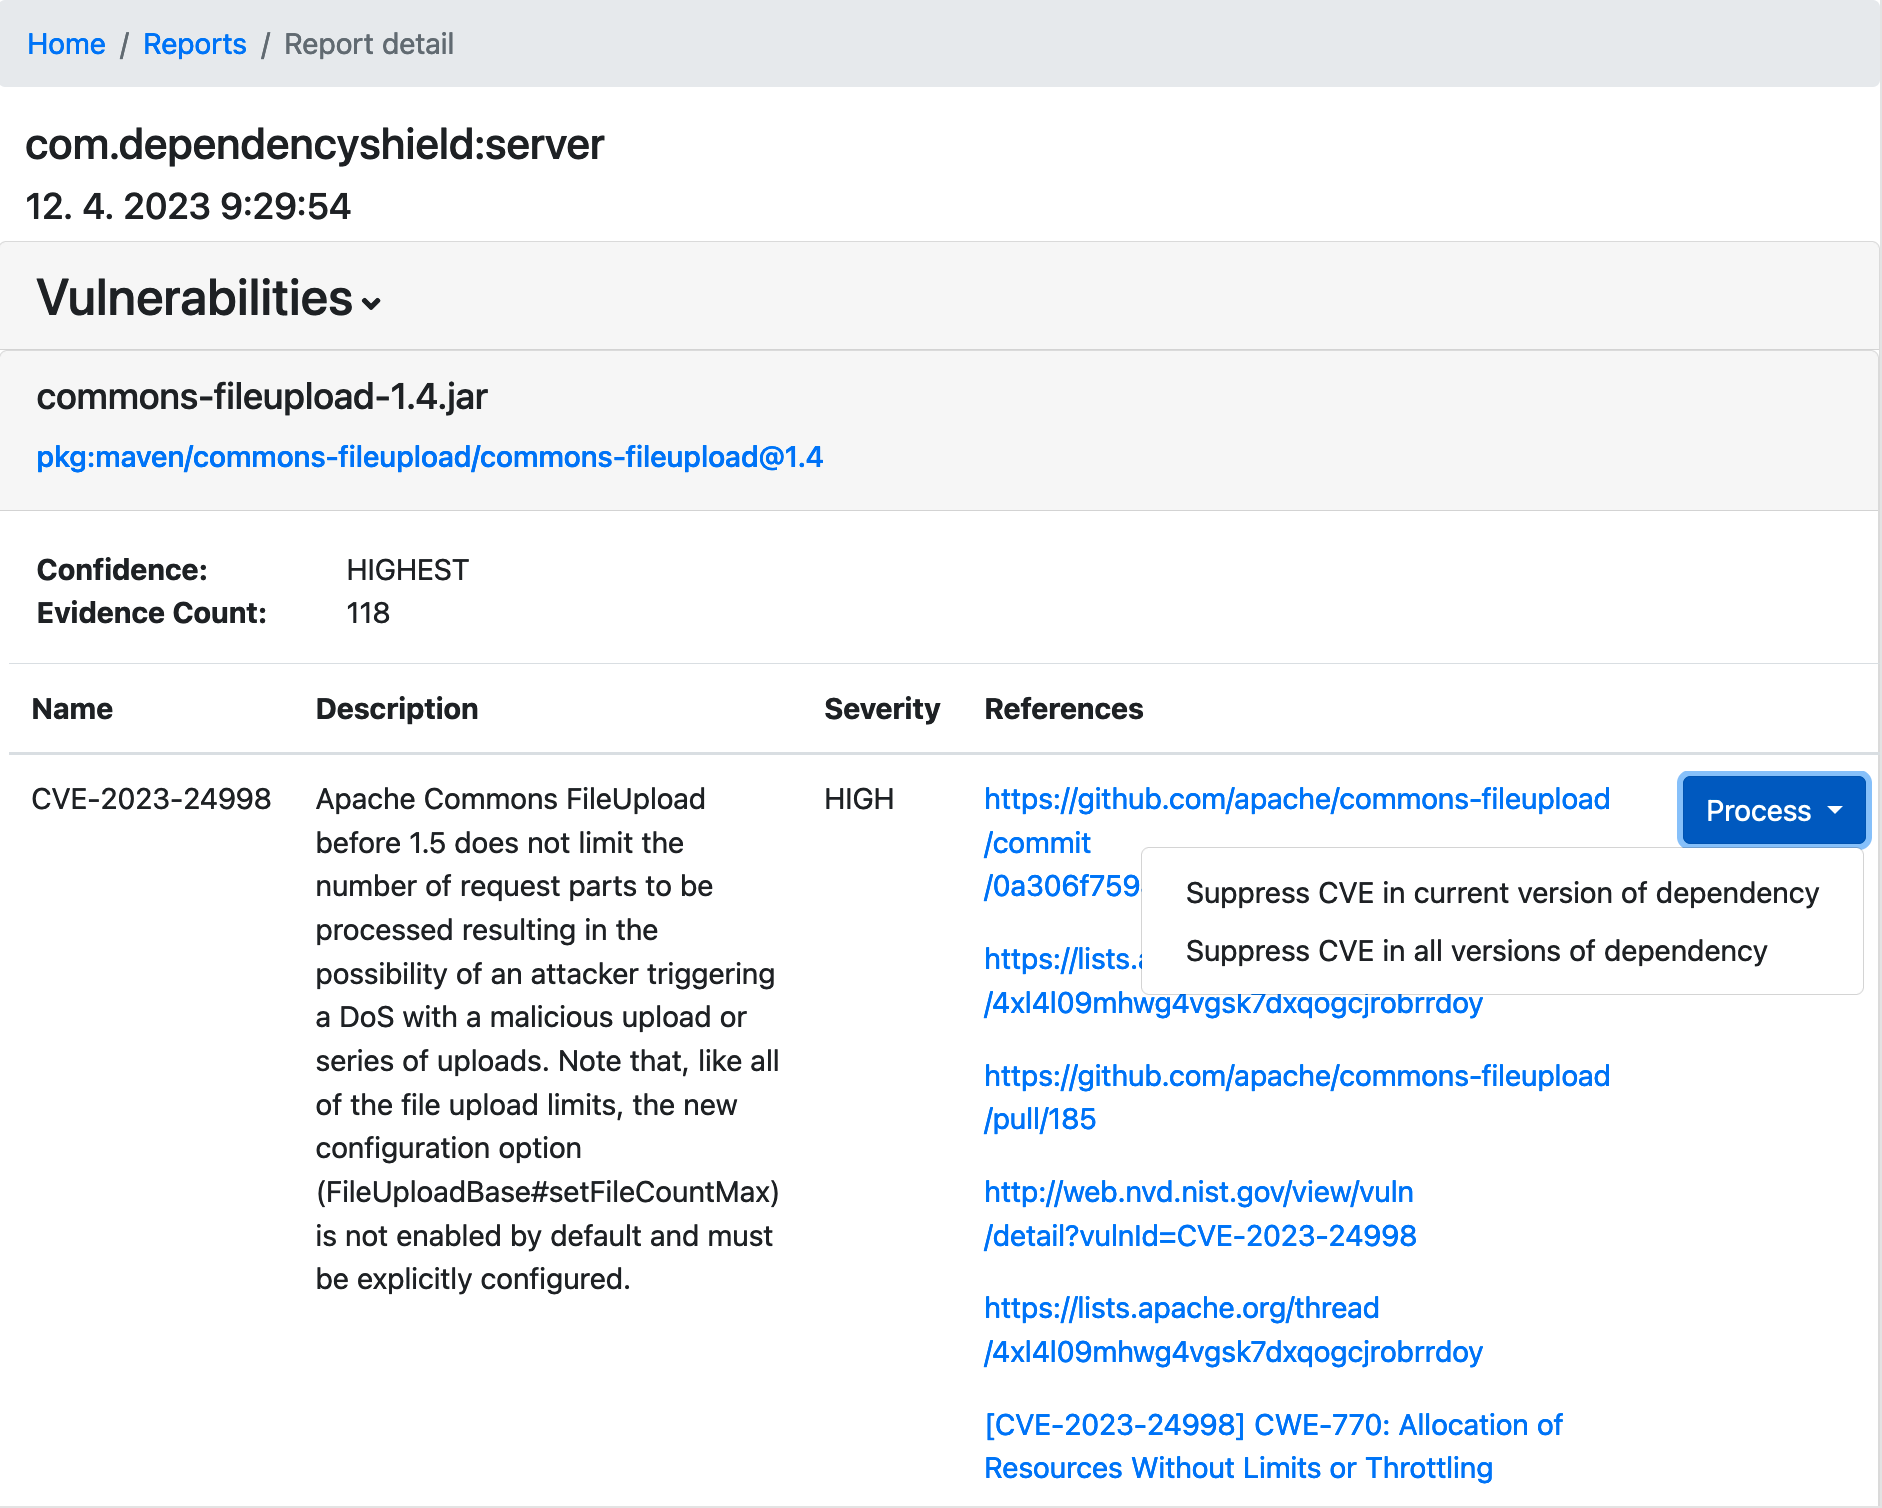 Home / Reports / Report detail
com.dependencyshield:server
12. 4. 2023 9:29:54
Vulnerabilities
commons-fileupload-1.4.jar
pkg:maven/commons-fileupload/commons-fileupload@1.4
Confidence: HIGHEST
Evidence Count: 118
Name Description Severity References
CVE-2023-24998
Apache Commons FileUpload
before 1.5 does not limit the
number of request parts to be
processed resulting in the
possibility of an attacker triggering
a DoS with a malicious upload or
series of uploads. Note that, like all
of the file upload limits, the new
configuration option
(FileUploadBase#setFileCountMax)
is not enabled by default and must
be explicitly configured.
HIGH
https://github.com/apache/commons-fileupload
/commit
/0a306f759
https://lists.
/4xl4l09mhwg4vgsk7dxqogcjrobrrdoy
https://github.com/apache/commons-fileupload
/pull/185
http://web.nvd.nist.gov/view/vuln
/detail?vulnId=CVE-2023-24998
https://lists.apache.org/thread
/4xl4l09mhwg4vgsk7dxqogcjrobrrdoy
[CVE-2023-24998] CWE-770: Allocation of
Resources Without Limits or Throttling
Process
Suppress CVE in current version of dependency
Suppress CVE in all versions of dependency